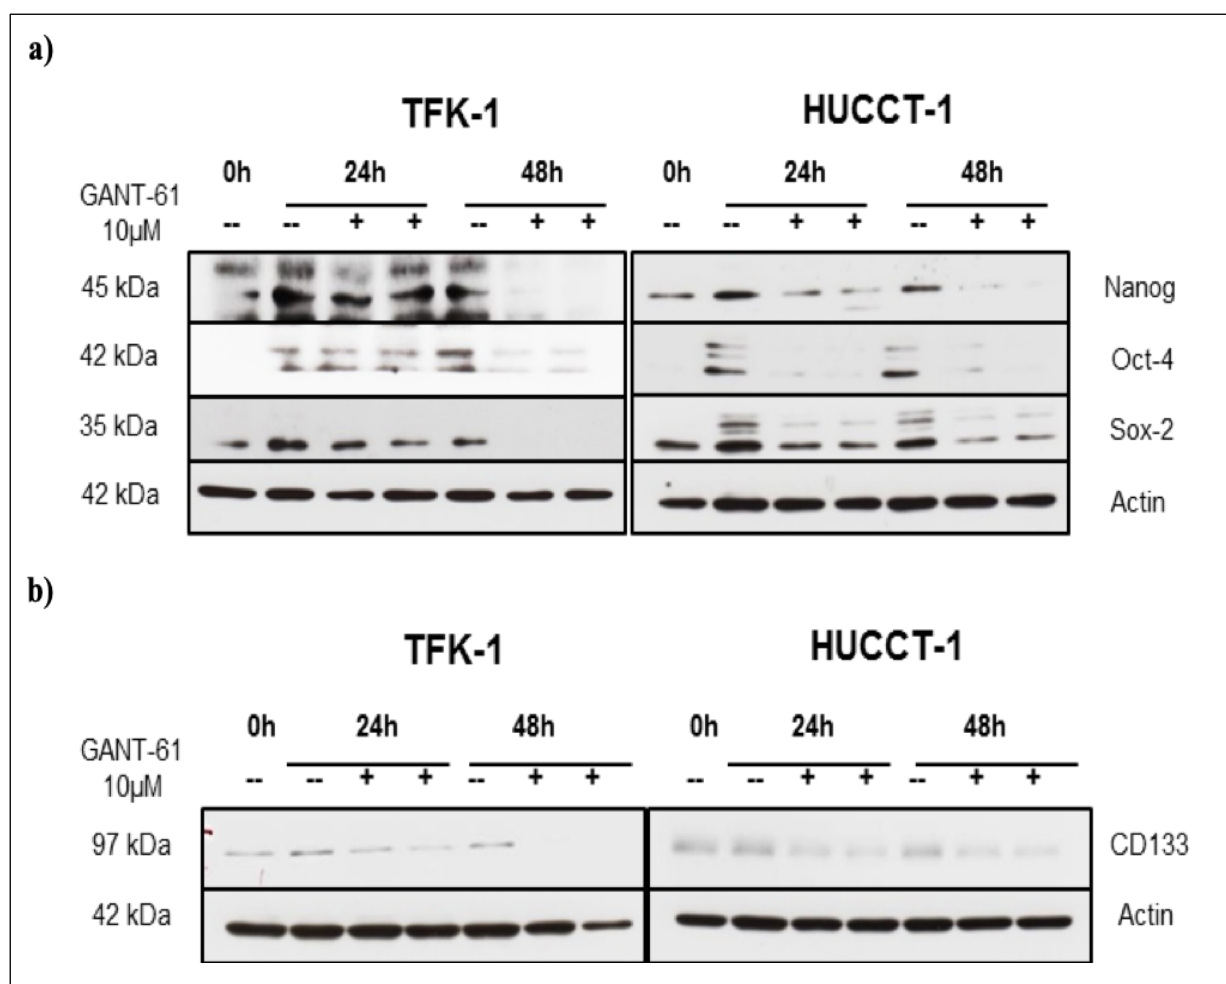 a)
TFK-1 HUCCT-1
0h 24h 48h 0h 24h 48h
GANT-61
10µM -- -- + + -- + + -- -- + + -- + +
45 kDa Nanog
42 kDa Oct-4
35 kDa Sox-2
42 kDa Actin
b)
TFK-1 HUCCT-1
0h 24h 48h 0h 24h 48h
GANT-61
10µM -- -- + + -- + + -- -- + + -- + +
97 kDa CD133
42 kDa Actin